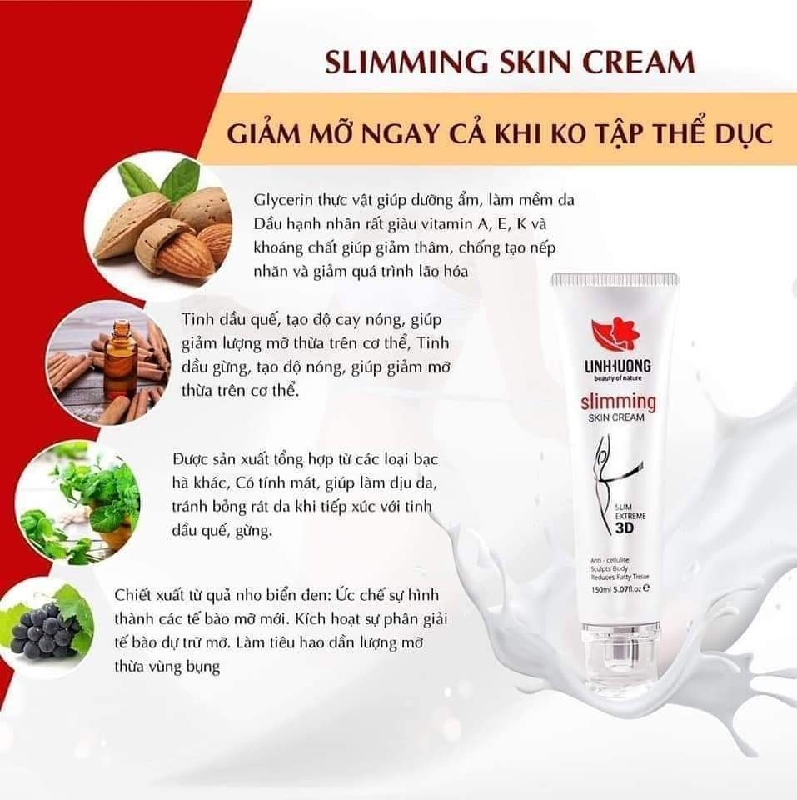 SLIMMING SKIN CREAM
GIẢM MỠ NGAY CẢ KHI KO TẬP THỂ DỤC
Glycerin thực vật giúp dưỡng ẩm, làm mềm da
Dầu hạnh nhân rất giàu vitamin A, E, K và
khoáng chất giúp giảm thâm, chống tạo nếp
nhăn và giảm quá trình lão hóa
Tinh dầu quế, tạo độ cay nóng, giúp
giảm lượng mỡ thừa trên cơ thể, Tinh
dầu gừng, tạo độ nóng, giúp giảm mỡ
thừa trên cơ thể.
Được sản xuất tổng hợp từ các loại bạc
hà khác, Có tính mát, giúp làm dịu da,
tránh bỏng rát da khi tiếp xúc với tinh
dầu quế, gừng.
Chiết xuất từ quả nho biển đen: Ức chế sự hình
thành các tế bào mỡ mới. Kích hoạt sự phân giải
tế bào dự trữ mỡ. Làm tiêu hao dần lượng mỡ
thừa vùng bụng
LINHHUONG
beauty of nature
slimming
SKIN CREAM
SLIM
EXTREME
3D
Anti - cellulite
Sculpts Body
Reduces Fatty Tissue
150ml 5.07fl.oz ℮